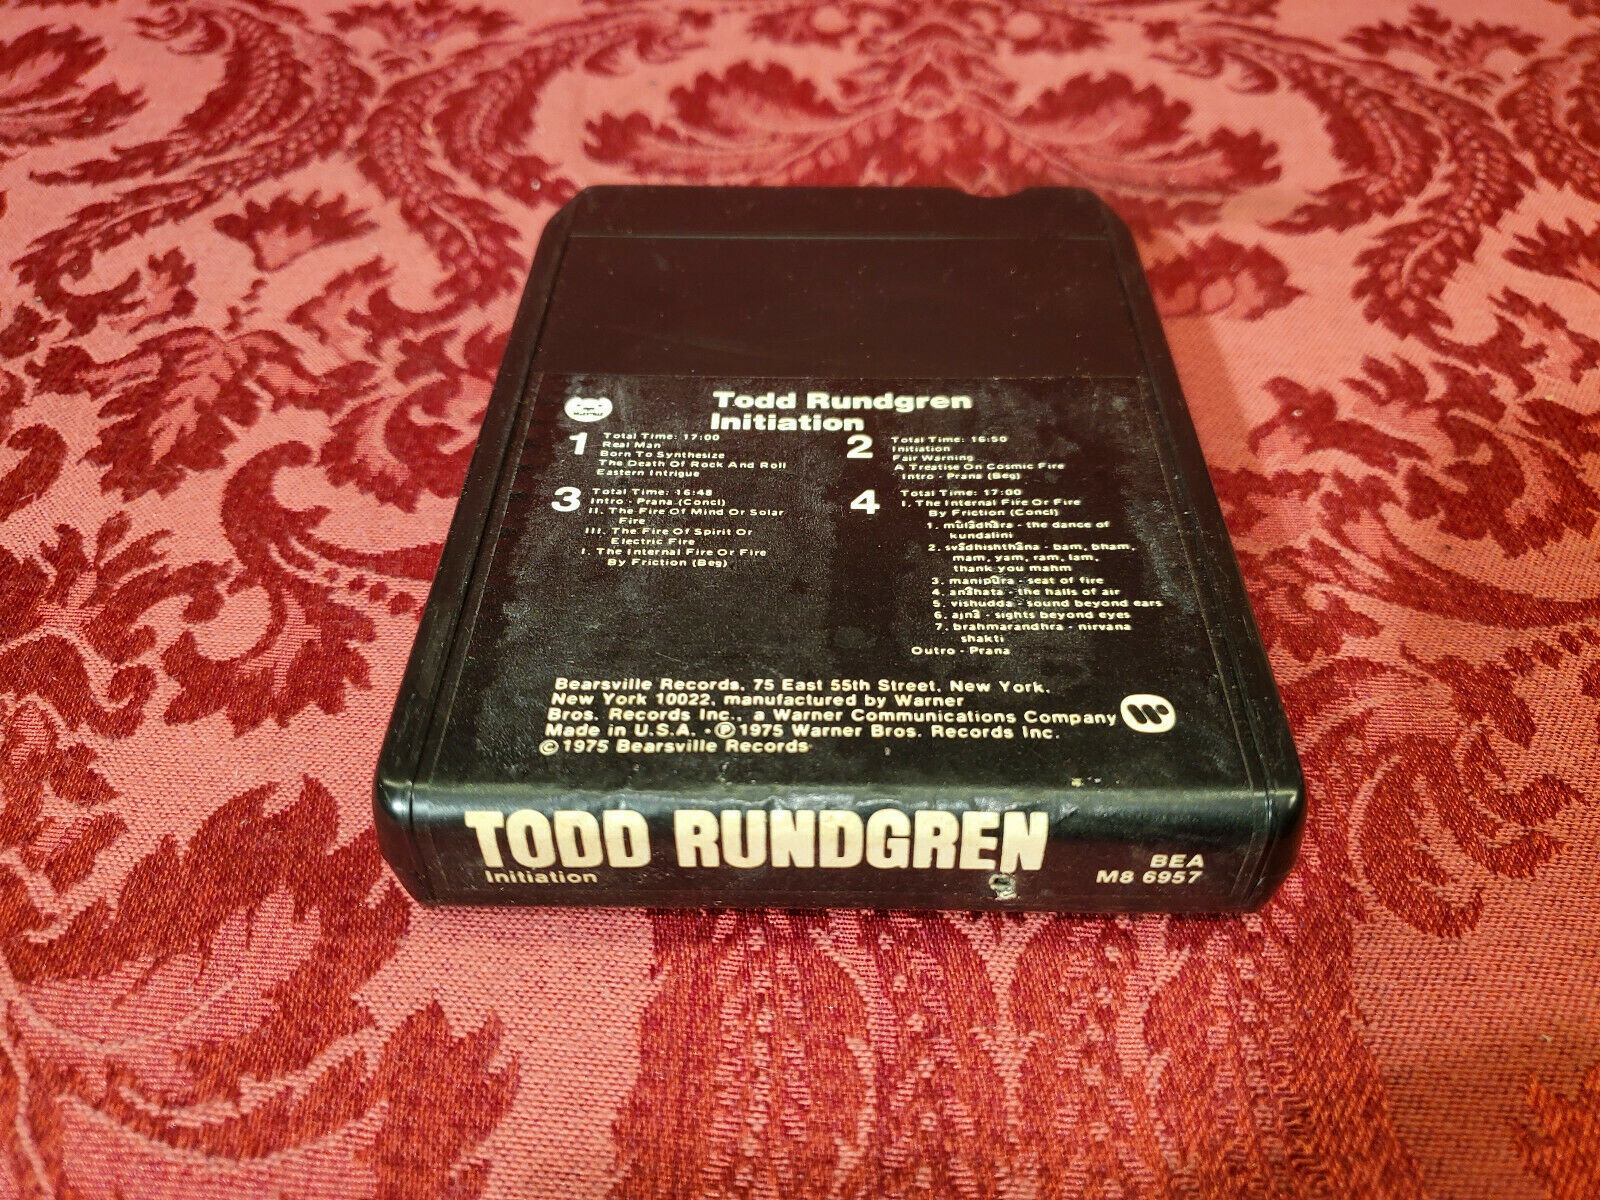 Todd Rundgren
Initiation
1
Total Time: 17:00
Real Man
Born To Synthesize
The Death Of Rock And Roll
Eastern Intrigue
2
Total Time: 16:50
Initiation
Fair Warning
A Treatise On Cosmic Fire
Intro - Prana (Beg)
3
Total Time: 16:48
Intro - Prana (Concl)
II. The Fire Of Mind Or Solar
Fire
III. The Fire Of Spirit Or
Electric Fire
I. The Internal Fire Or Fire
By Friction (Beg)
4
Total Time: 17:00
I. The Internal Fire Or Fire
By Friction (Concl)
1. mūlādhāra - the dance of
kundalini
2. svādhishthāna - bam, bham,
mam, yam, ram, lam,
thank you mahm
3. manipūra - seat of fire
4. anāhata - the halls of air
5. vishudda - sound beyond ears
6. ajnā - sights beyond eyes
7. brahmarandhra - nirvana
shakti
Outro - Prana
Bearsville Records, 75 East 55th Street, New York,
New York 10022, manufactured by Warner
Bros. Records Inc., a Warner Communications Company
Made in U.S.A. • ℗ 1975 Warner Bros. Records Inc.
© 1975 Bearsville Records
TODD RUNDGREN
Initiation
BEA
M8 6957